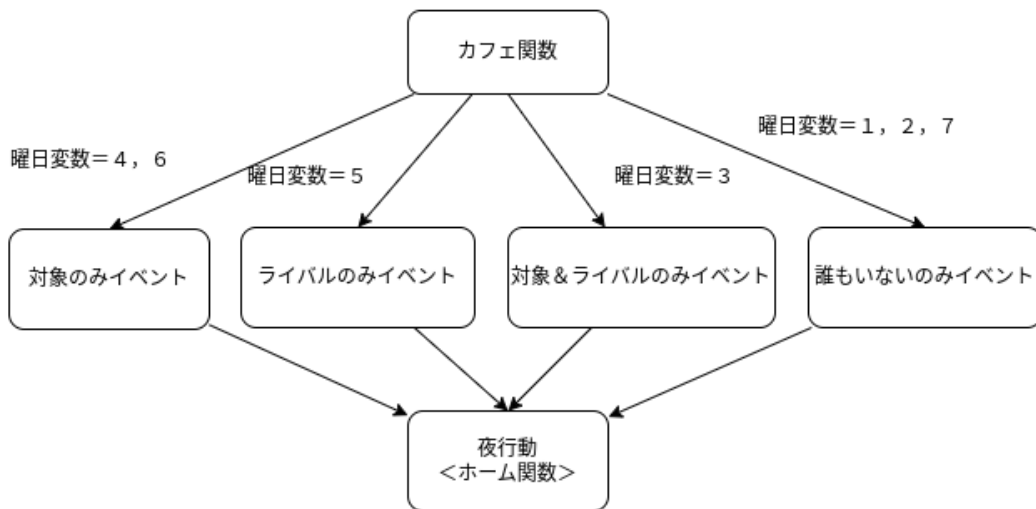 カフェ関数
曜日変数＝１，２，７
曜日変数＝４，６
曜日変数＝５
曜日変数＝３
対象のみイベント
ライバルのみイベント
対象＆ライバルのみイベント
誰もいないのみイベント
夜行動
＜ホーム関数＞